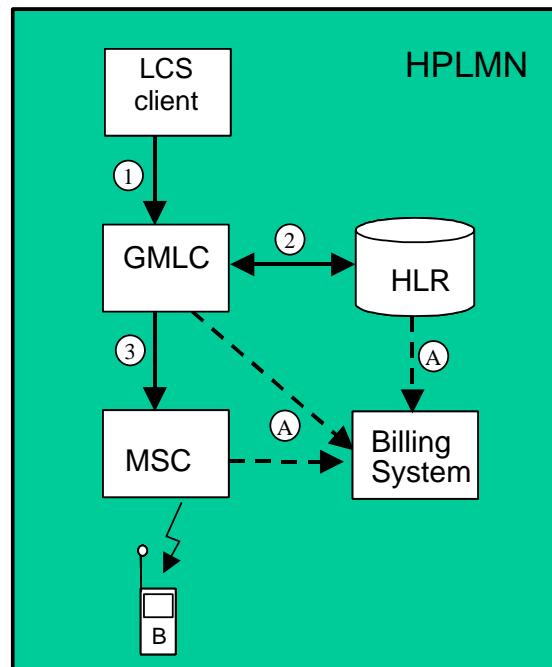 HPLMN
LCS
client
1
GMLC
2
HLR
3
A
A
MSC
Billing
System
B